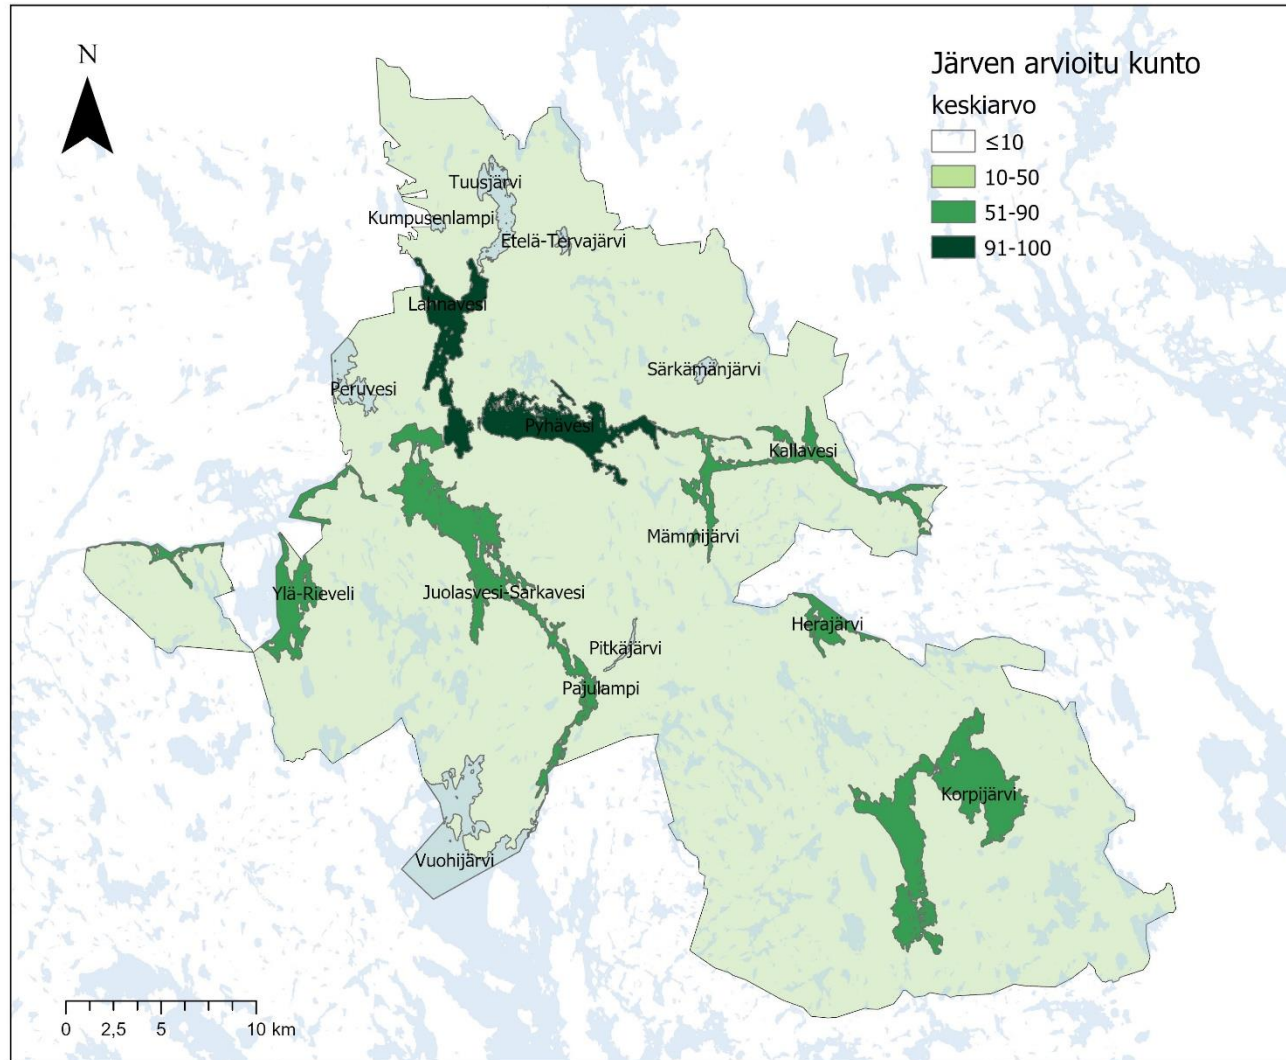 N
Järven arvioitu kunto
keskiarvo
≤10
10-50
51-90
91-100
Tuusjärvi
Kumpusenlampi
Etelä-Tervajärvi
Lahnavesi
Särkämänjärvi
Peruvesi
Pyhävesi
Kallavesi
Mämmijärvi
Ylä-Rieveli
Juolasvesi-Sarkavesi
Herajärvi
Pitkäjärvi
Pajulampi
Korpijärvi
Vuohijärvi
0 2,5 5 10 km